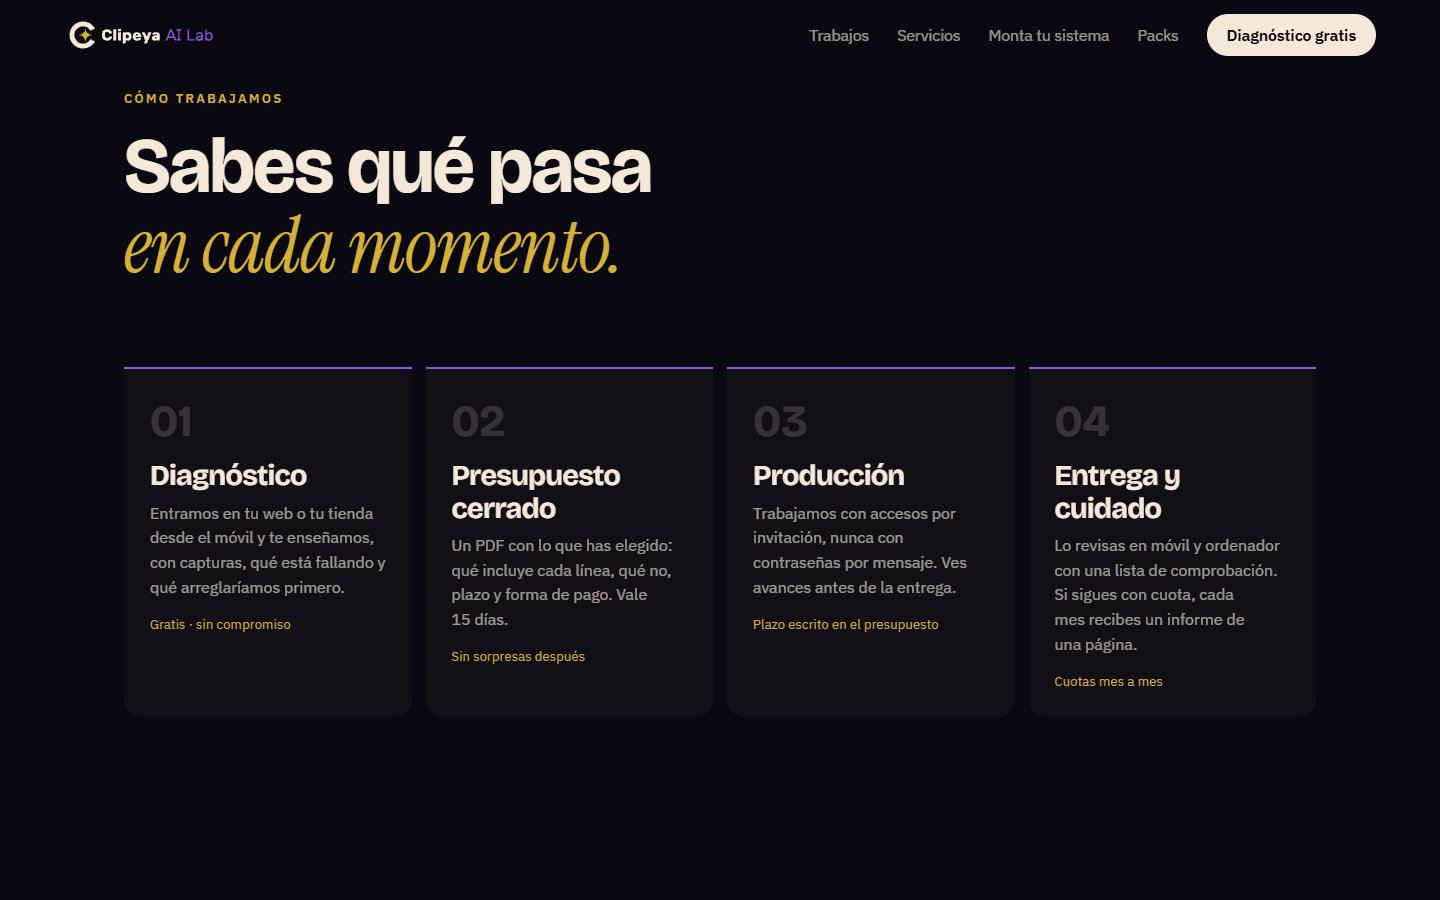 Clipeya AI Lab
Trabajos
Servicios
Monta tu sistema
Packs
Diagnóstico gratis
CÓMO TRABAJAMOS
Sabes qué pasa
en cada momento.
01
Diagnóstico
Entramos en tu web o tu tienda
desde el móvil y te enseñamos,
con capturas, qué está fallando y
qué arreglaríamos primero.
Gratis · sin compromiso
02
Presupuesto
cerrado
Un PDF con lo que has elegido:
qué incluye cada línea, qué no,
plazo y forma de pago. Vale
15 días.
Sin sorpresas después
03
Producción
Trabajamos con accesos por
invitación, nunca con
contraseñas por mensaje. Ves
avances antes de la entrega.
Plazo escrito en el presupuesto
04
Entrega y
cuidado
Lo revisas en móvil y ordenador
con una lista de comprobación.
Si sigues con cuota, cada
mes recibes un informe de
una página.
Cuotas mes a mes